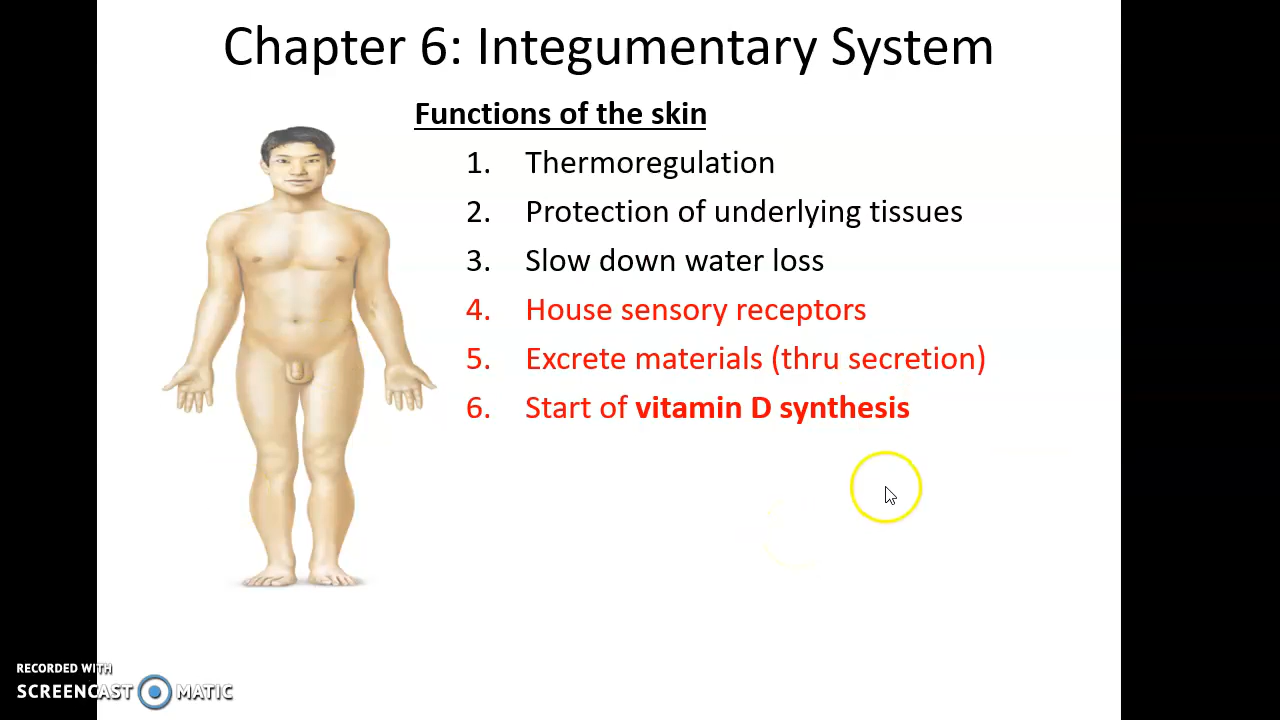 Chapter 6: Integumentary System
Functions of the skin
1. Thermoregulation
2. Protection of underlying tissues
3. Slow down water loss
4. House sensory receptors
5. Excrete materials (thru secretion)
6. Start of vitamin D synthesis
RECORDED WITH
SCREENCAST MATIC